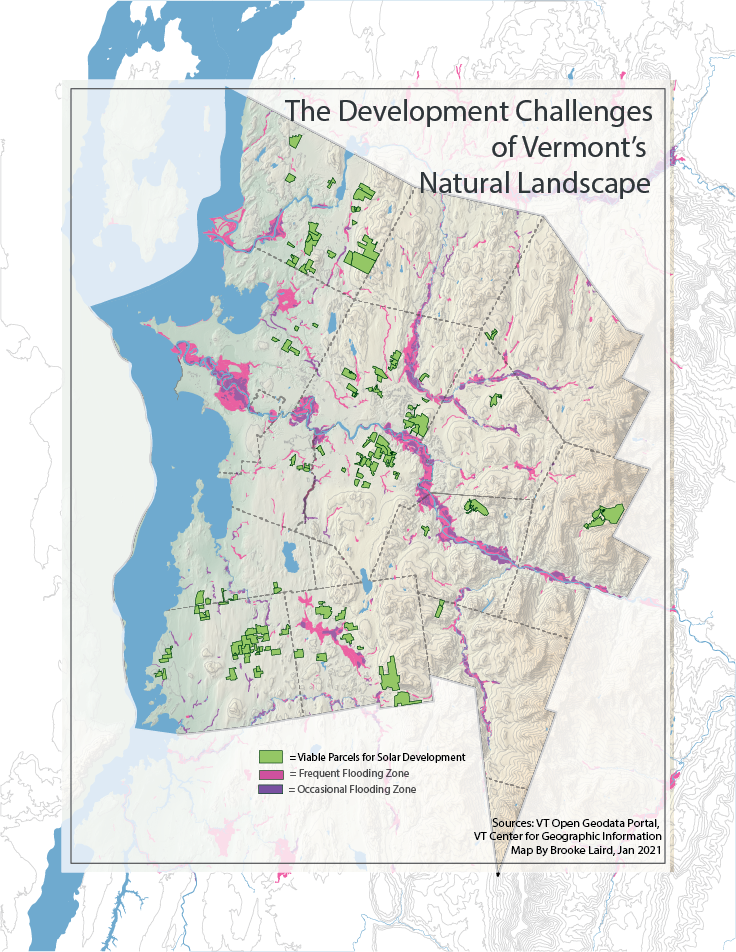 The Development Challenges
of Vermont's
Natural Landscape
=Viable Parcels for Solar Development
= Frequent Flooding Zone
= Occasional Flooding Zone
Sources: VT Open Geodata Portal,
VT Center for Geographic Information
Map By Brooke Laird, Jan 2021